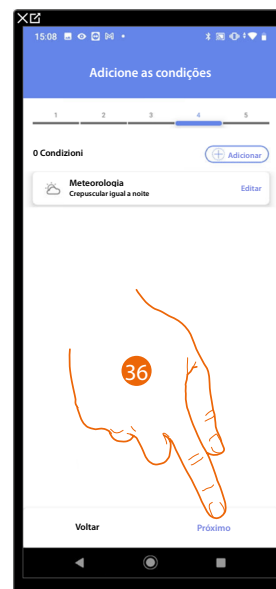 15:08
Adicione as condições
1 2 3 4 5
0 Condizioni
Adicionar
Meteorologia
Crepuscular igual a noite
Editar
36
Voltar
Próximo